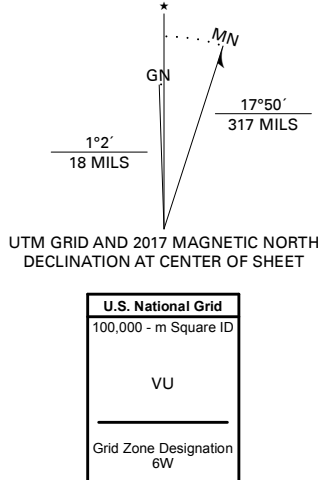 ★
MN
GN
1°2´
18 MILS
17°50´
317 MILS
UTM GRID AND 2017 MAGNETIC NORTH
DECLINATION AT CENTER OF SHEET
U.S. National Grid
100,000 - m Square ID
VU
Grid Zone Designation
6W